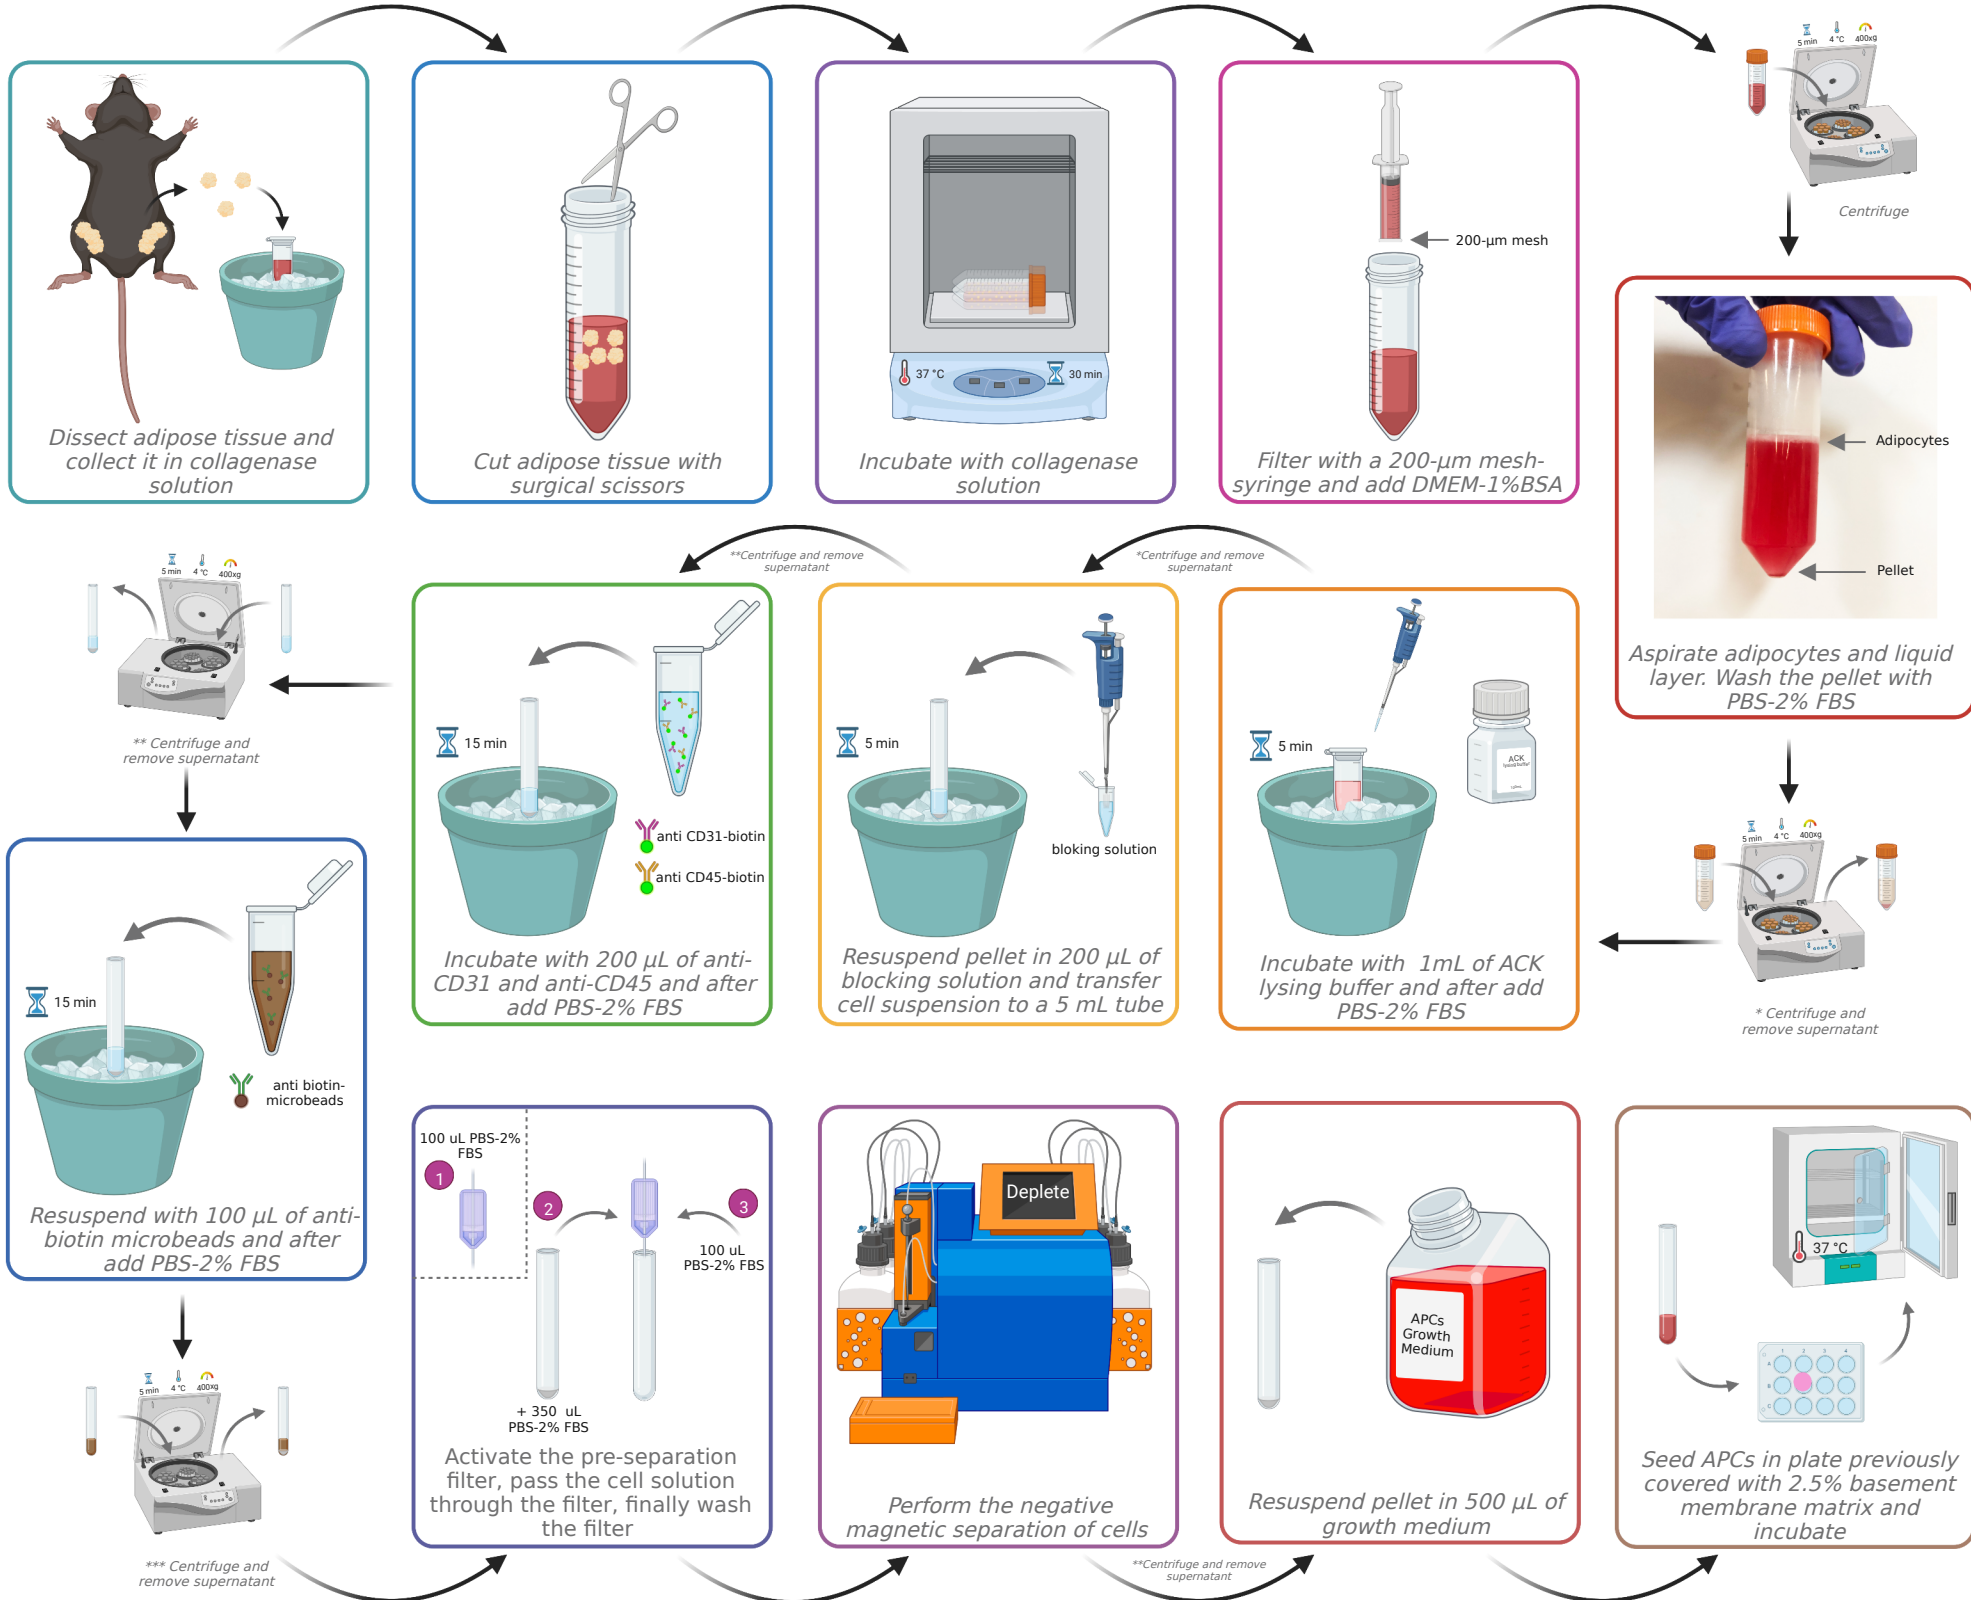 5 min
4 °C
400xg
Centrifuge
Dissect adipose tissue and
collect it in collagenase
solution
Cut adipose tissue with
surgical scissors
37 °C
30 min
Incubate with collagenase
solution
200-µm mesh
Filter with a 200-µm mesh-
syringe and add DMEM-1%BSA
Adipocytes
Pellet
Aspirate adipocytes and liquid
layer. Wash the pellet with
PBS-2% FBS
5 min
4 °C
400xg
* Centrifuge and
remove supernatant
*Centrifuge and remove
supernatant
5 min
ACK
lysing buffer
Incubate with  1mL of ACK
lysing buffer and after add
PBS-2% FBS
**Centrifuge and remove
supernatant
5 min
bloking solution
Resuspend pellet in 200 µL of
blocking solution and transfer
cell suspension to a 5 mL tube
15 min
anti CD31-biotin
anti CD45-biotin
Incubate with 200 µL of anti-
CD31 and anti-CD45 and after
add PBS-2% FBS
5 min
4 °C
400xg
** Centrifuge and
remove supernatant
15 min
anti biotin-
microbeads
Resuspend with 100 µL of anti-
biotin microbeads and after
add PBS-2% FBS
5 min
4 °C
400xg
*** Centrifuge and
remove supernatant
100 uL PBS-2%
FBS
1
2
3
100 uL
PBS-2% FBS
+ 350  uL
PBS-2% FBS
Activate the pre-separation
filter, pass the cell solution
through the filter, finally wash
the filter
Deplete
Perform the negative
magnetic separation of cells
**Centrifuge and remove
supernatant
APCs
Growth
Medium
Resuspend pellet in 500 µL of
growth medium
37 °C
1 2 3 4
A
B
C
Seed APCs in plate previously
covered with 2.5% basement
membrane matrix and
incubate